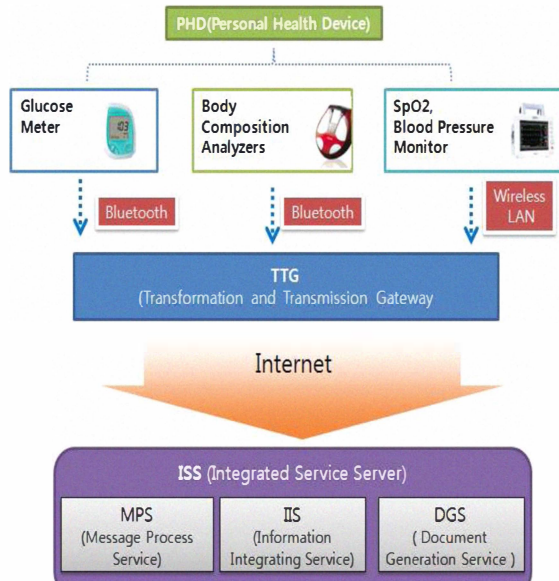 PHD(Personal Health Device)
Glucose
Meter
103
Body
Composition
Analyzers
SpO2,
Blood Pressure
Monitor
Bluetooth
Bluetooth
Wireless
LAN
TTG
(Transformation and Transmission Gateway
Internet
ISS (Integrated Service Server)
MPS
(Message Process
Service)
IIS
(Information
Integrating Service)
DGS
( Document
Generation Service )